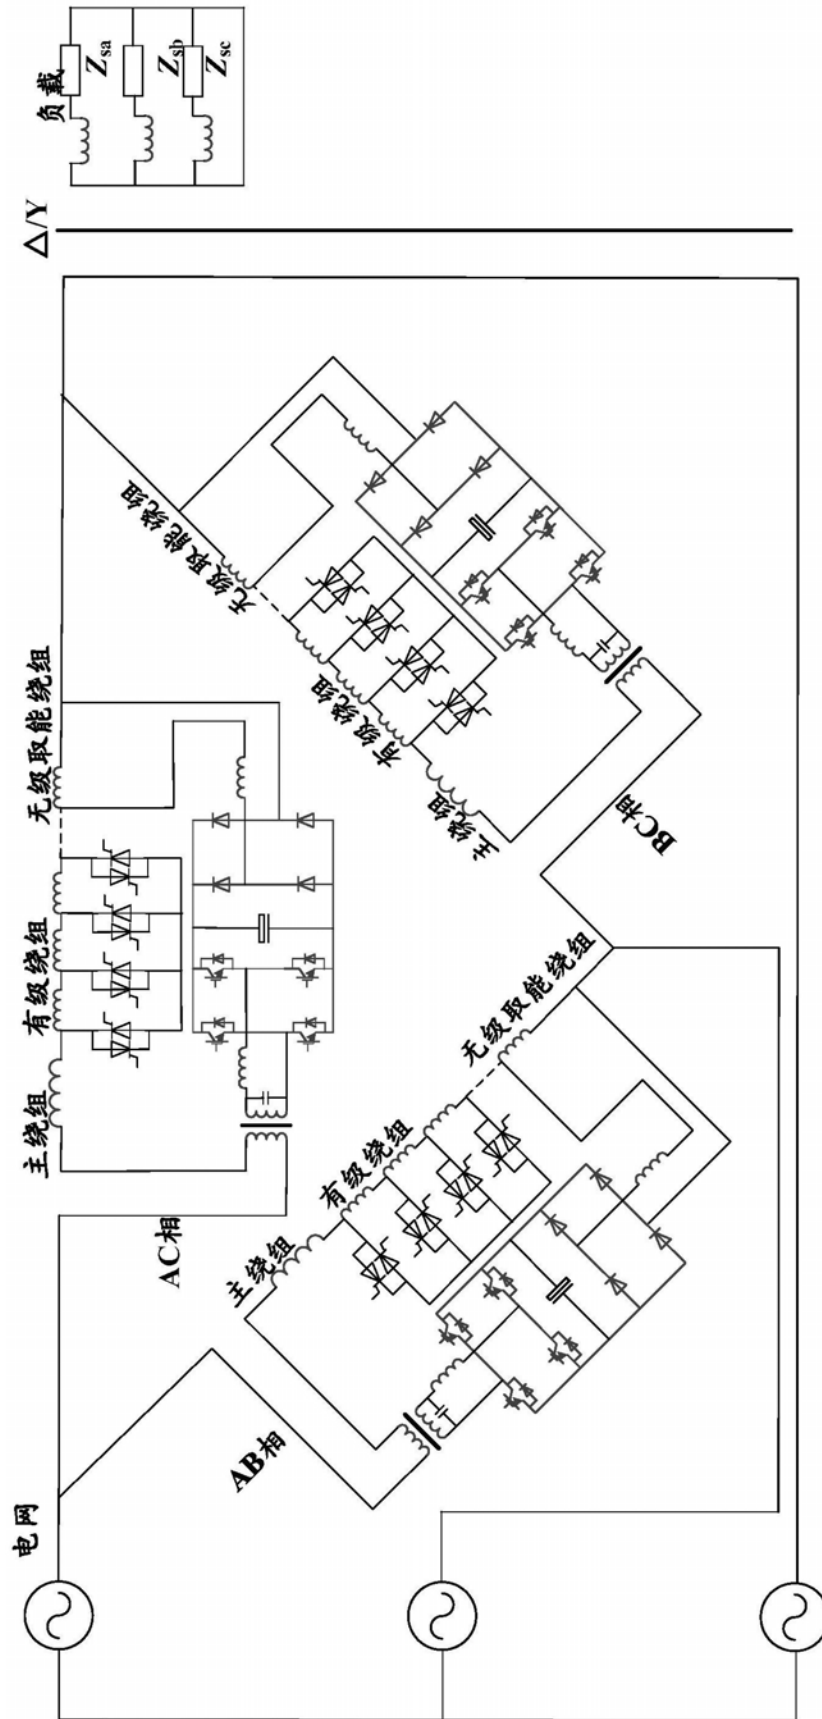 电网
AB相
AC相
BC相
主绕组
有级绕组
无级取能绕组
主绕组
有级绕组
无级取能绕组
主绕组
有级绕组
无级取能绕组
△/Y
负载
Zsa
Zsb
Zsc